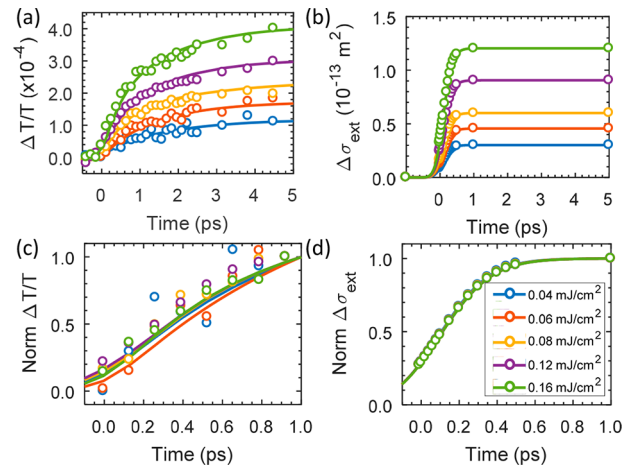 (a)
ΔT/T (x10⁻⁴)
4.0
3.0
2.0
1.0
0.0
0 1 2 3 4 5
Time (ps)
(b)
Δσext (10⁻¹³ m²)
1.5
1.0
0.5
0.0
0 1 2 3 4 5
Time (ps)
(c)
Norm ΔT/T
1.0
0.5
0.0
0.0 0.2 0.4 0.6 0.8 1.0
Time (ps)
(d)
Norm Δσext
1.0
0.5
0.0
0.0 0.2 0.4 0.6 0.8 1.0
Time (ps)
0.04 mJ/cm²
0.06 mJ/cm²
0.08 mJ/cm²
0.12 mJ/cm²
0.16 mJ/cm²